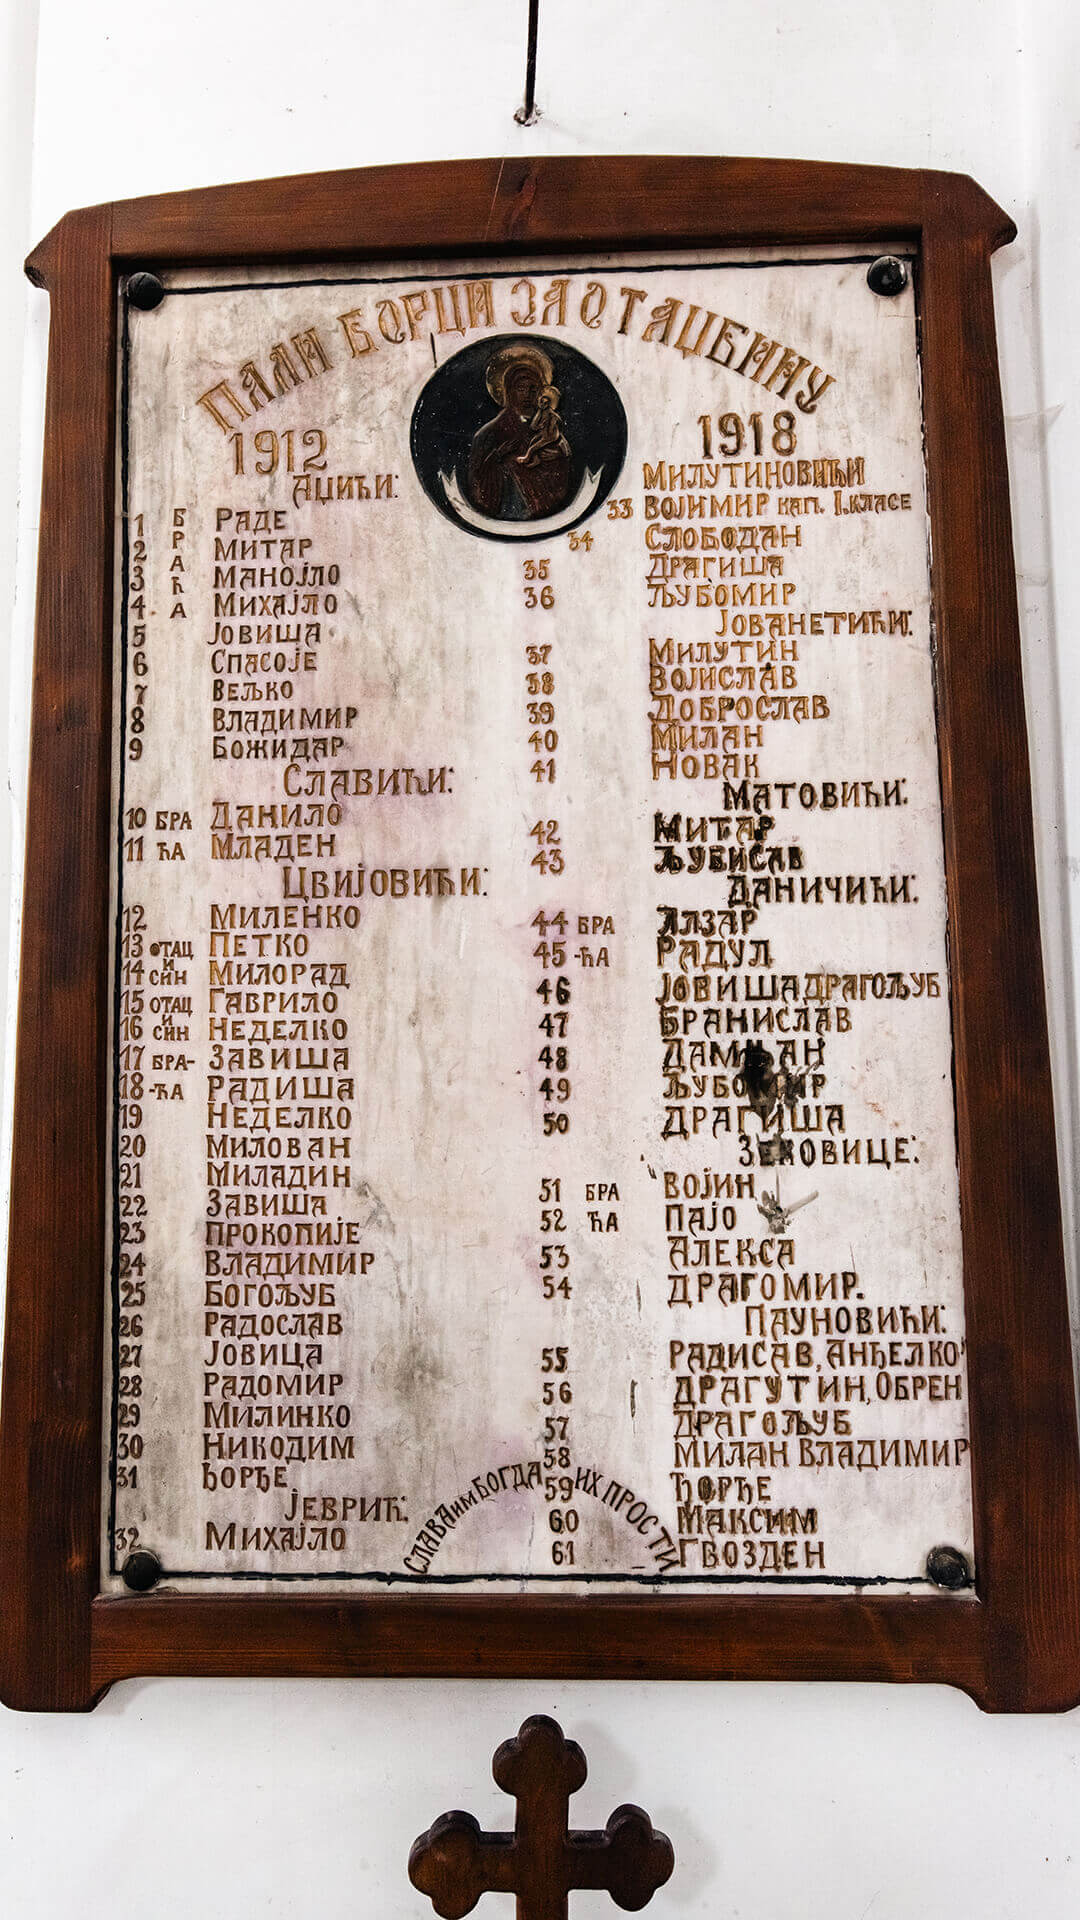 ПАЛИ БОРЦИ ЗА ОТАЏБИНУ
1912
1918
АЏИЋИ:
БРАЋА
1 РАДЕ
2 МИТАР
3 МАНОЈЛО
4. МИХАЈЛО
5 ЈОВИША
6 СПАСОЈЕ
7 ВЕЉКО
8 ВЛАДИМИР
9 БОЖИДАР
СЛАВИЋИ:
10 БРА ДАНИЛО
11 ЋА МЛАДЕН
ЦВИЈОВИЋИ:
12 МИЛЕНКО
13 ОТАЦ ПЕТКО
И
14 СИН МИЛОРАД
15 ОТАЦ ГАВРИЛО
И
16 СИН НЕДЕЛКО
17 БРА- ЗАВИША
18 -ЋА РАДИША
19 НЕДЕЛКО
20 МИЛОВАН
21 МИЛАДИН
22 ЗАВИША
23 ПРОКОПИЈЕ
24 ВЛАДИМИР
25 БОГОЉУБ
26 РАДОСЛАВ
27 ЈОВИЦА
28 РАДОМИР
29 МИЛИНКО
30 НИКОДИМ
31 ЂОРЂЕ
ЈЕВРИЋ:
32 МИХАЈЛО
МИЛУТИНОВИЋИ
33 ВОЈИМИР КАП. I. КЛАСЕ
34 СЛОБОДАН
35 ДРАГИША
36 ЉУБОМИР
ЈОВАНЕТИЋИ:
37 МИЛУТИН
38 ВОЈИСЛАВ
39 ДОБРОСЛАВ
40 МИЛАН
41 НОВАК
МАТОВИЋИ:
42 МИТАР
43 ЉУБИСАВ
ДАНИЧИЋИ:
44 БРА ЛАЗАР
45 -ЋА РАДУЛ
46 ЈОВИША ДРАГОЉУБ
47 БРАНИСЛАВ
48 ДАМЊАН
49 ЉУБОМИР
50 ДРАГИША
ЗЕКОВИЦЕ:
51 БРА ВОЈИН
52 ЋА ПАЈО
53 АЛЕКСА
54 ДРАГОМИР.
ПАУНОВИЋИ:
55 РАДИСАВ, АНЂЕЛКО
56 ДРАГУТИН, ОБРЕН
57 ДРАГОЉУБ
58 МИЛАН ВЛАДИМИР
59 ЂОРЂЕ
60 МАКСИМ
61 ГВОЗДЕН
СЛАВА ИМ БОГ ДА ИХ ПРОСТИ